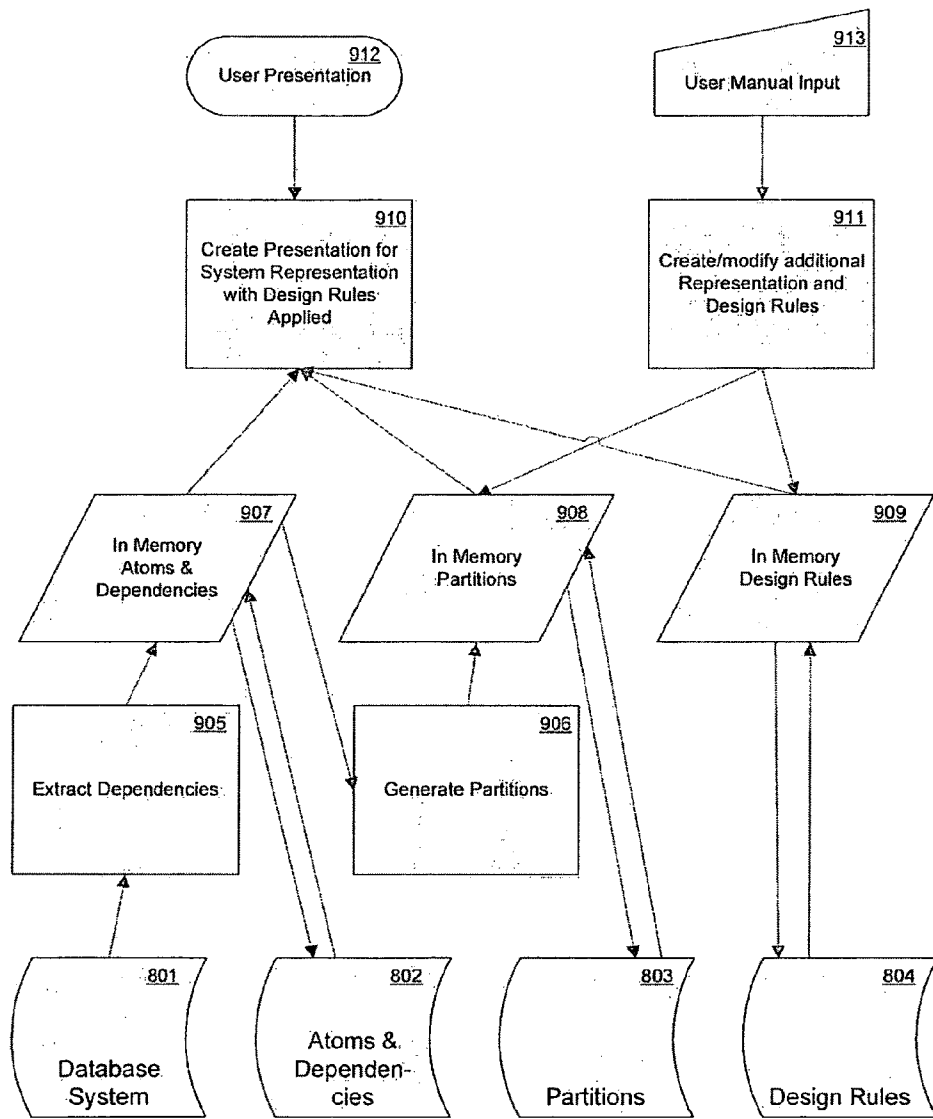 912
User Presentation
913
User Manual Input
910
Create Presentation for
System Representation
with Design Rules
Applied
911
Create/modify additional
Representation and
Design Rules
907
In Memory
Atoms &
Dependencies
908
In Memory
Partitions
909
In Memory
Design Rules
905
Extract Dependencies
906
Generate Partitions
801
Database
System
802
Atoms &
Dependen-
cies
803
Partitions
804
Design Rules